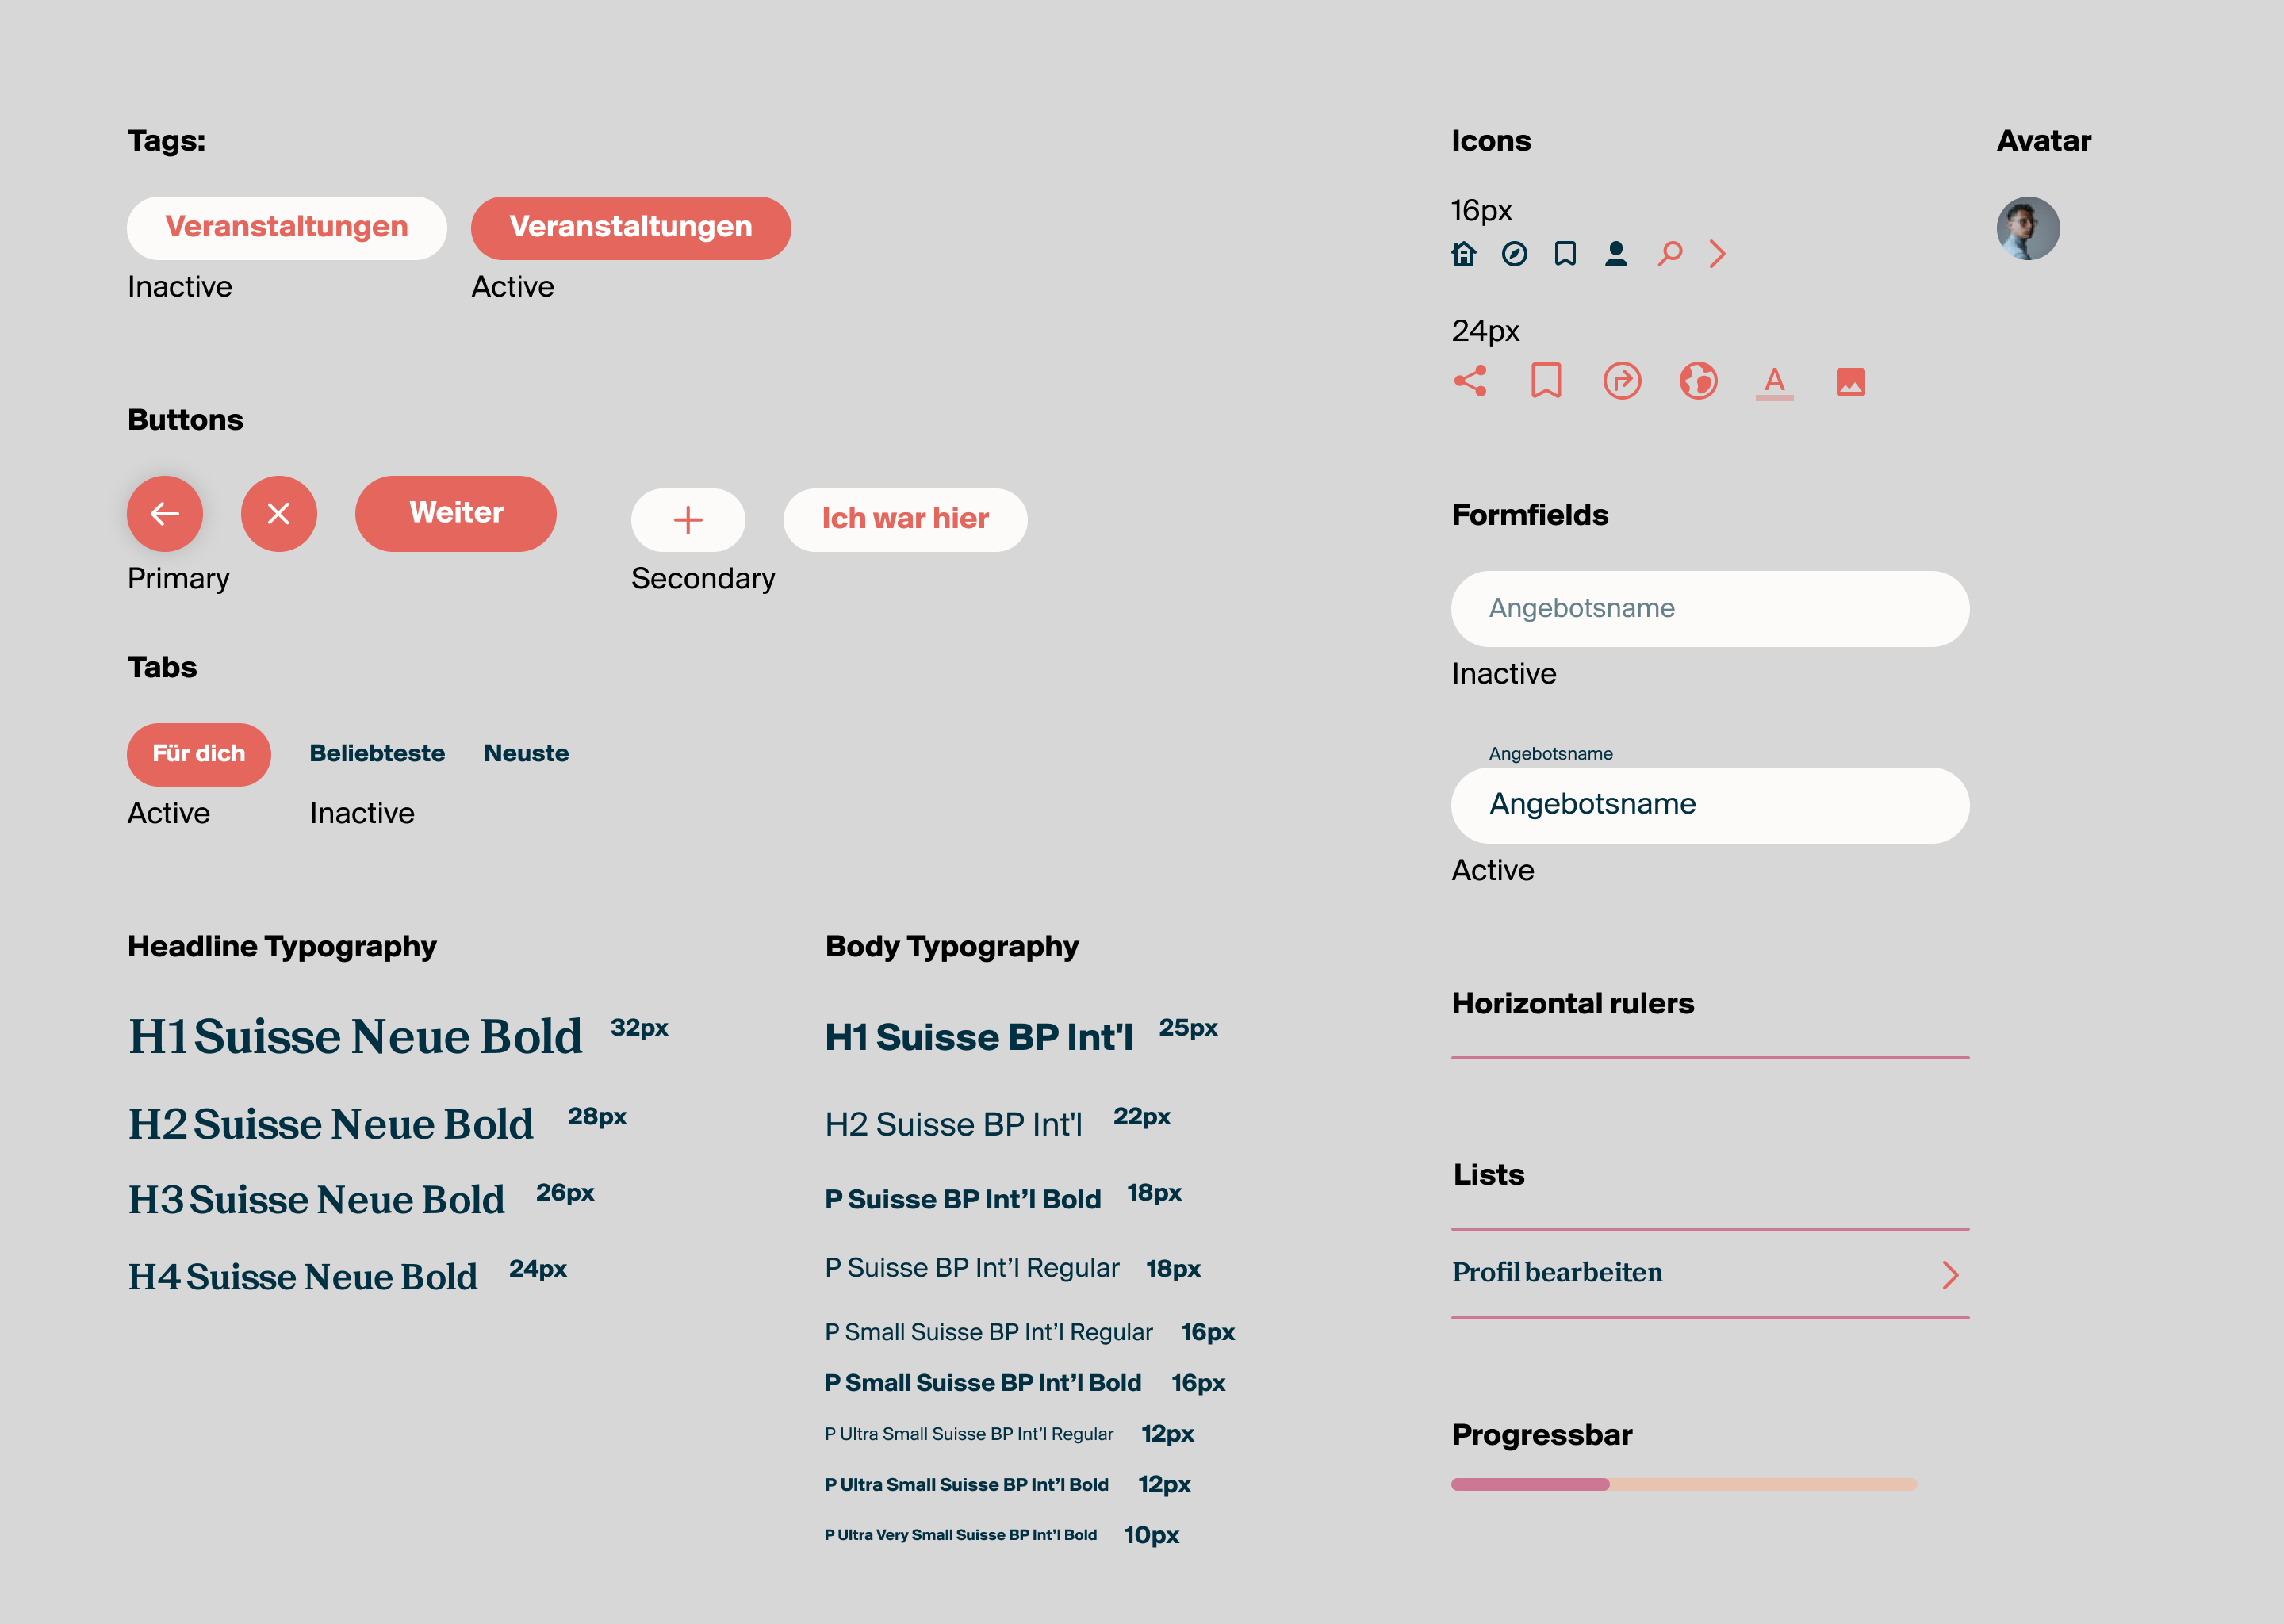 Tags:
Veranstaltungen
Veranstaltungen
Inactive
Active
Buttons
Weiter
Ich war hier
Primary
Secondary
Tabs
Für dich
Beliebteste
Neuste
Active
Inactive
Headline Typography
H1 Suisse Neue Bold 32px
H2 Suisse Neue Bold 28px
H3 Suisse Neue Bold 26px
H4 Suisse Neue Bold 24px
Body Typography
H1 Suisse BP Int'l 25px
H2 Suisse BP Int'l 22px
P Suisse BP Int’l Bold 18px
P Suisse BP Int’l Regular 18px
P Small Suisse BP Int’l Regular 16px
P Small Suisse BP Int’l Bold 16px
P Ultra Small Suisse BP Int’l Regular 12px
P Ultra Small Suisse BP Int’l Bold 12px
P Ultra Very Small Suisse BP Int’l Bold 10px
Icons
16px
24px
A
Avatar
Formfields
Angebotsname
Inactive
Angebotsname
Angebotsname
Active
Horizontal rulers
Lists
Profil bearbeiten
Progressbar